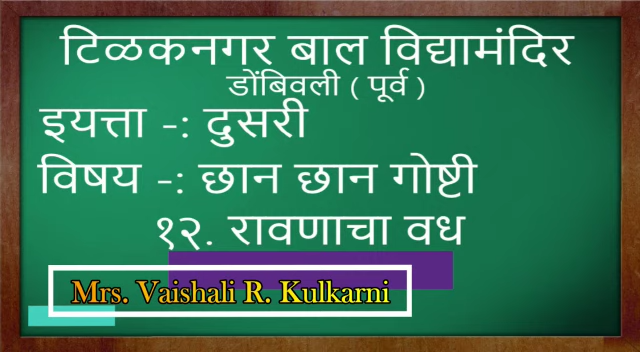 टिळकनगर बाल विद्यामंदिर
डोंबिवली ( पूर्व )
इयत्ता -: दुसरी
विषय -: छान छान गोष्टी
१२. रावणाचा वध
Mrs. Vaishali R. Kulkarni